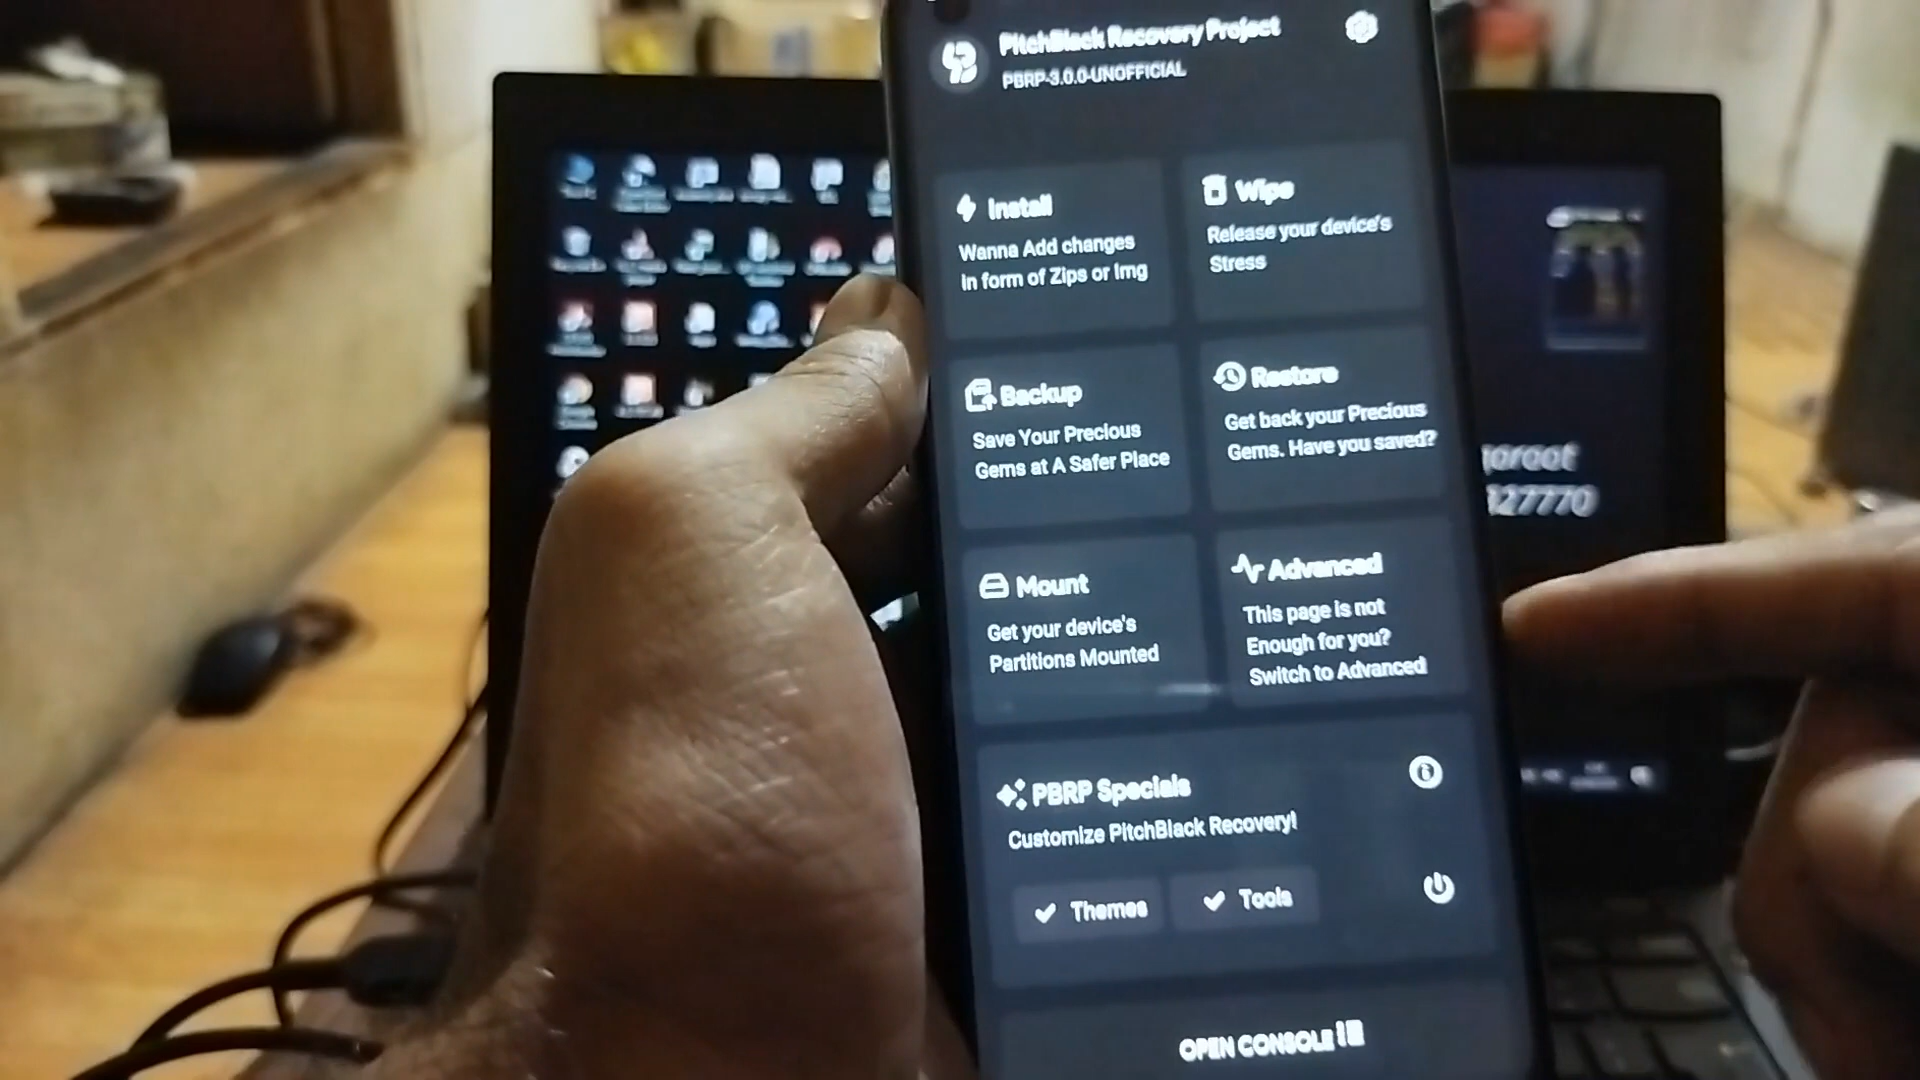 PitchBlack Recovery Project
PBRP-3.0.0-UNOFFICIAL
Install
Wanna Add changes
in form of Zips or Img
Wipe
Release your device's
Stress
Backup
Save Your Precious
Gems at A Safer Place
Restore
Get back your Precious
Gems. Have you saved?
Mount
Get your device's
Partitions Mounted
Advanced
This page is not
Enough for you?
Switch to Advanced
PBRP Specials
Customize PitchBlack Recovery!
Themes
Tools
OPEN CONSOLE
27770